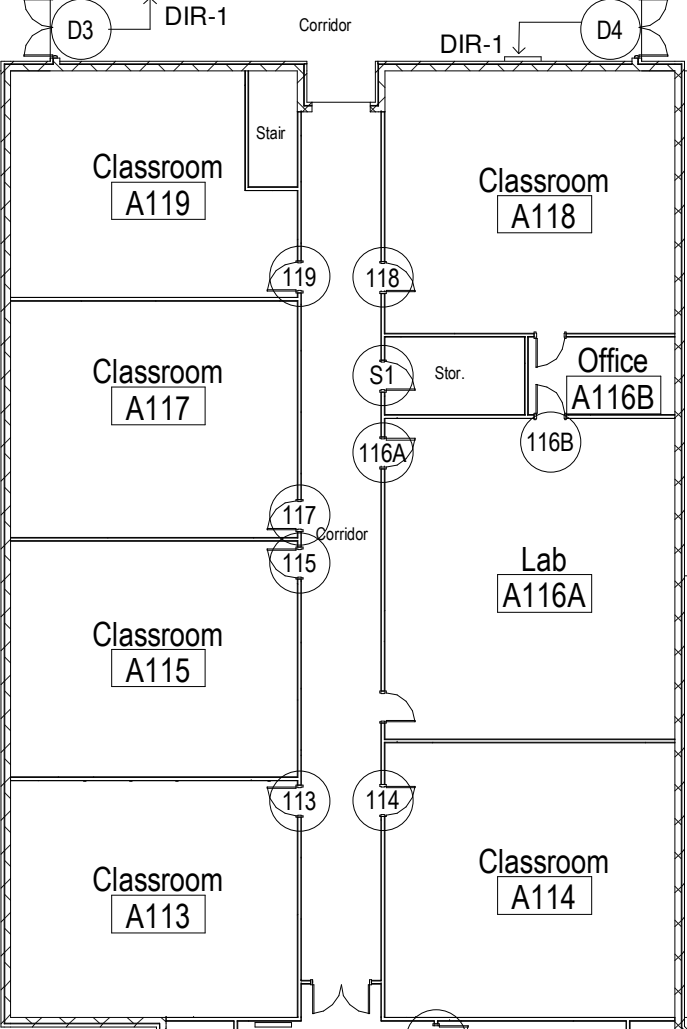 D3
DIR-1
Corridor
DIR-1
D4
Stair
Classroom
A119
Classroom
A118
119
118
Classroom
A117
S1
Stor.
Office
A116B
116A
116B
117
Corridor
115
Lab
A116A
Classroom
A115
113
114
Classroom
A113
Classroom
A114